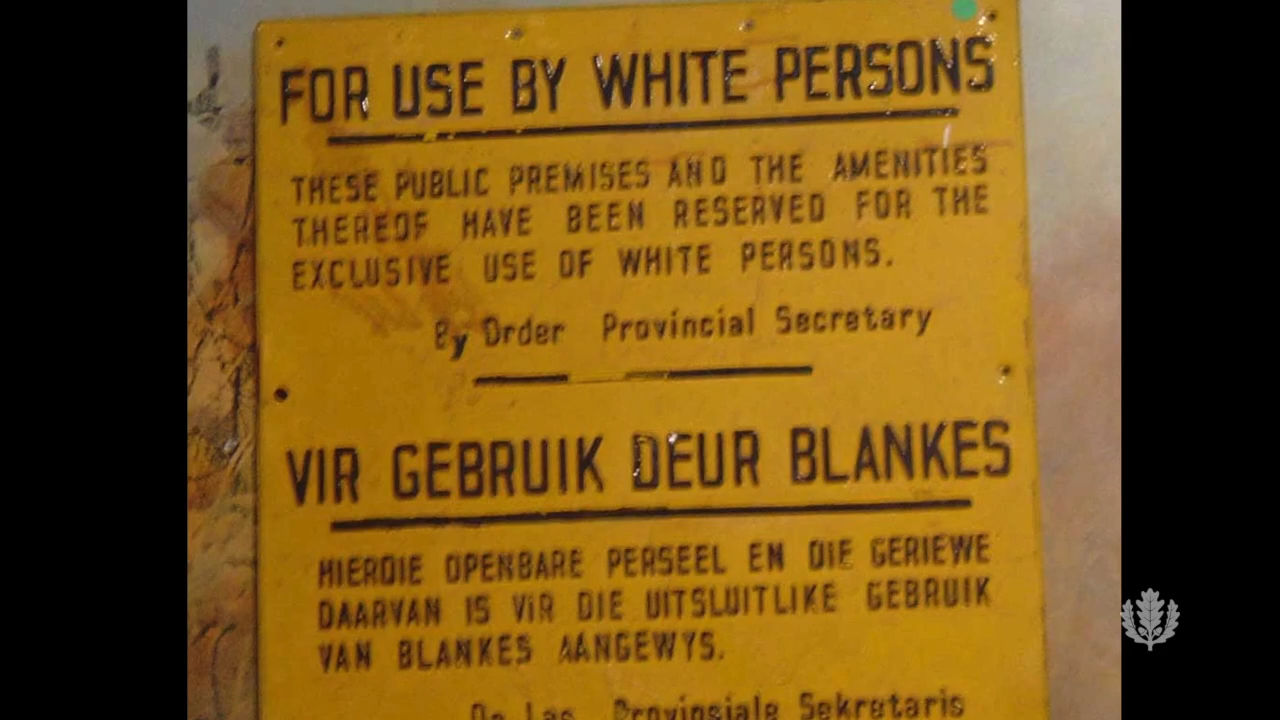 FOR USE BY WHITE PERSONS
THESE PUBLIC PREMISES AND THE AMENITIES
THEREOF HAVE BEEN RESERVED FOR THE
EXCLUSIVE USE OF WHITE PERSONS.
By Order Provincial Secretary
VIR GEBRUIK DEUR BLANKES
HIERDIE OPENBARE PERSEEL EN DIE GERIEWE
DAARVAN IS VIR DIE UITSLUITLIKE GEBRUIK
VAN BLANKES AANGEWYS.
Op Las Provinsiale Sekretaris